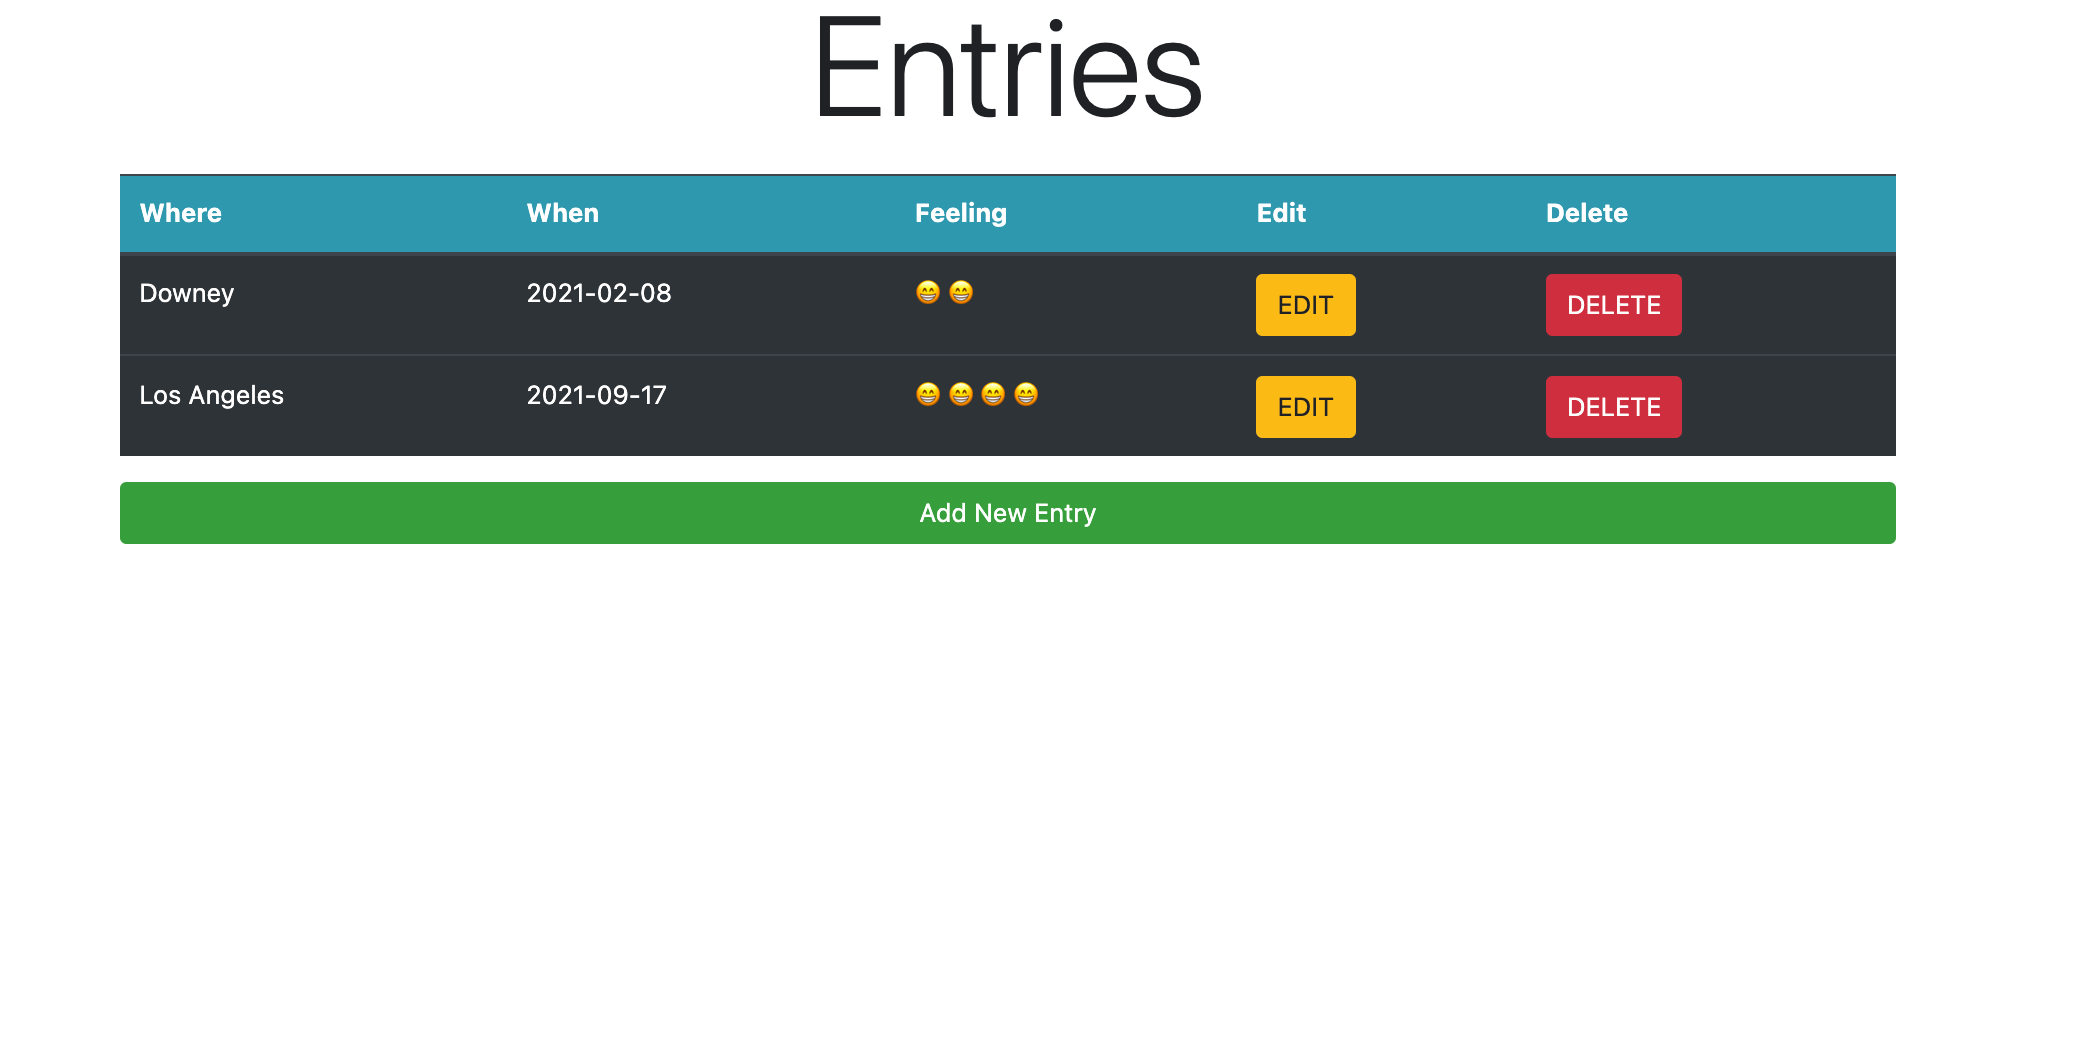 Entries
Where When Feeling Edit Delete
Downey 2021-02-08 😁 😁 EDIT DELETE
Los Angeles 2021-09-17 😁 😁 😁 😁 EDIT DELETE
Add New Entry